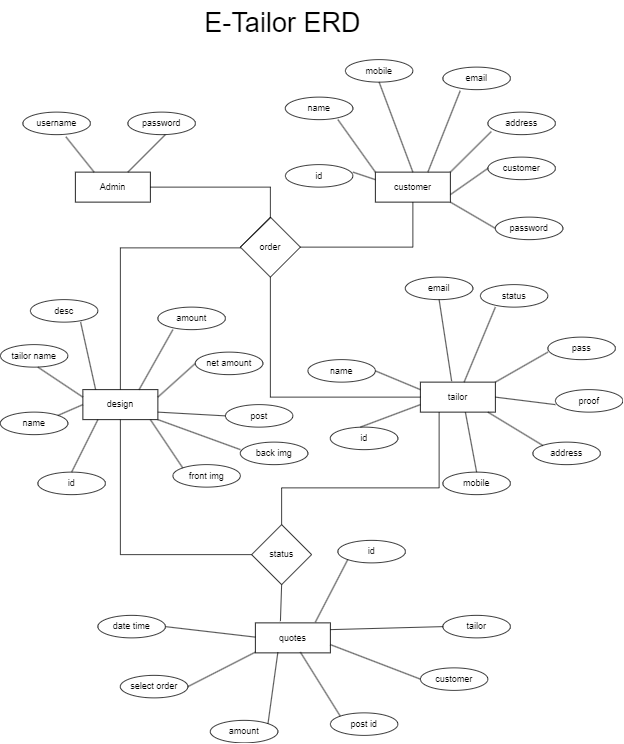 E-Tailor ERD
mobile
email
name
username
password
address
customer
id
Admin
customer
password
order
email
status
desc
amount
pass
tailor name
net amount
name
design
tailor
proof
name
post
id
back img
address
id
front img
mobile
status
id
date time
tailor
quotes
select order
customer
amount
post id